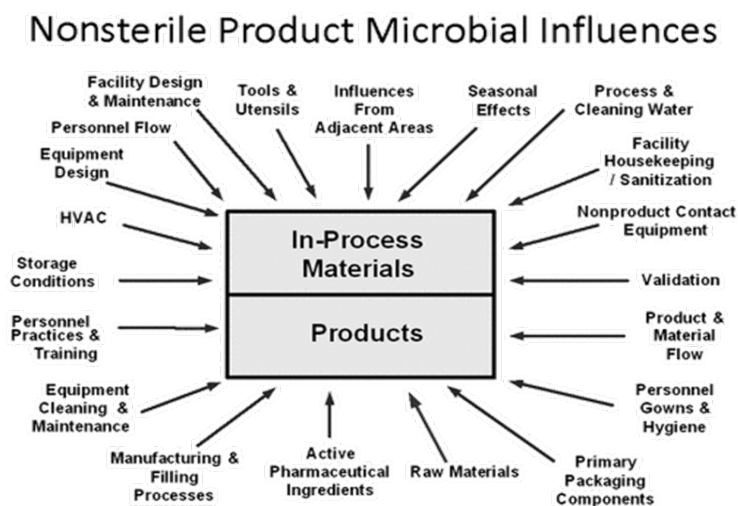 Nonsterile Product Microbial Influences
Facility Design
& Maintenance
Tools &
Utensils
Influences
From
Adjacent Areas
Seasonal
Effects
Process &
Cleaning Water
Personnel Flow
Equipment
Design
HVAC
Storage
Conditions
Personnel
Practices &
Training
Equipment
Cleaning &
Maintenance
In-Process
Materials
Products
Facility
Housekeeping
/ Sanitization
Nonproduct Contact
Equipment
Validation
Product &
Material
Flow
Personnel
Gowns &
Hygiene
Manufacturing &
Filling
Processes
Active
Pharmaceutical
Ingredients
Raw Materials
Primary
Packaging
Components